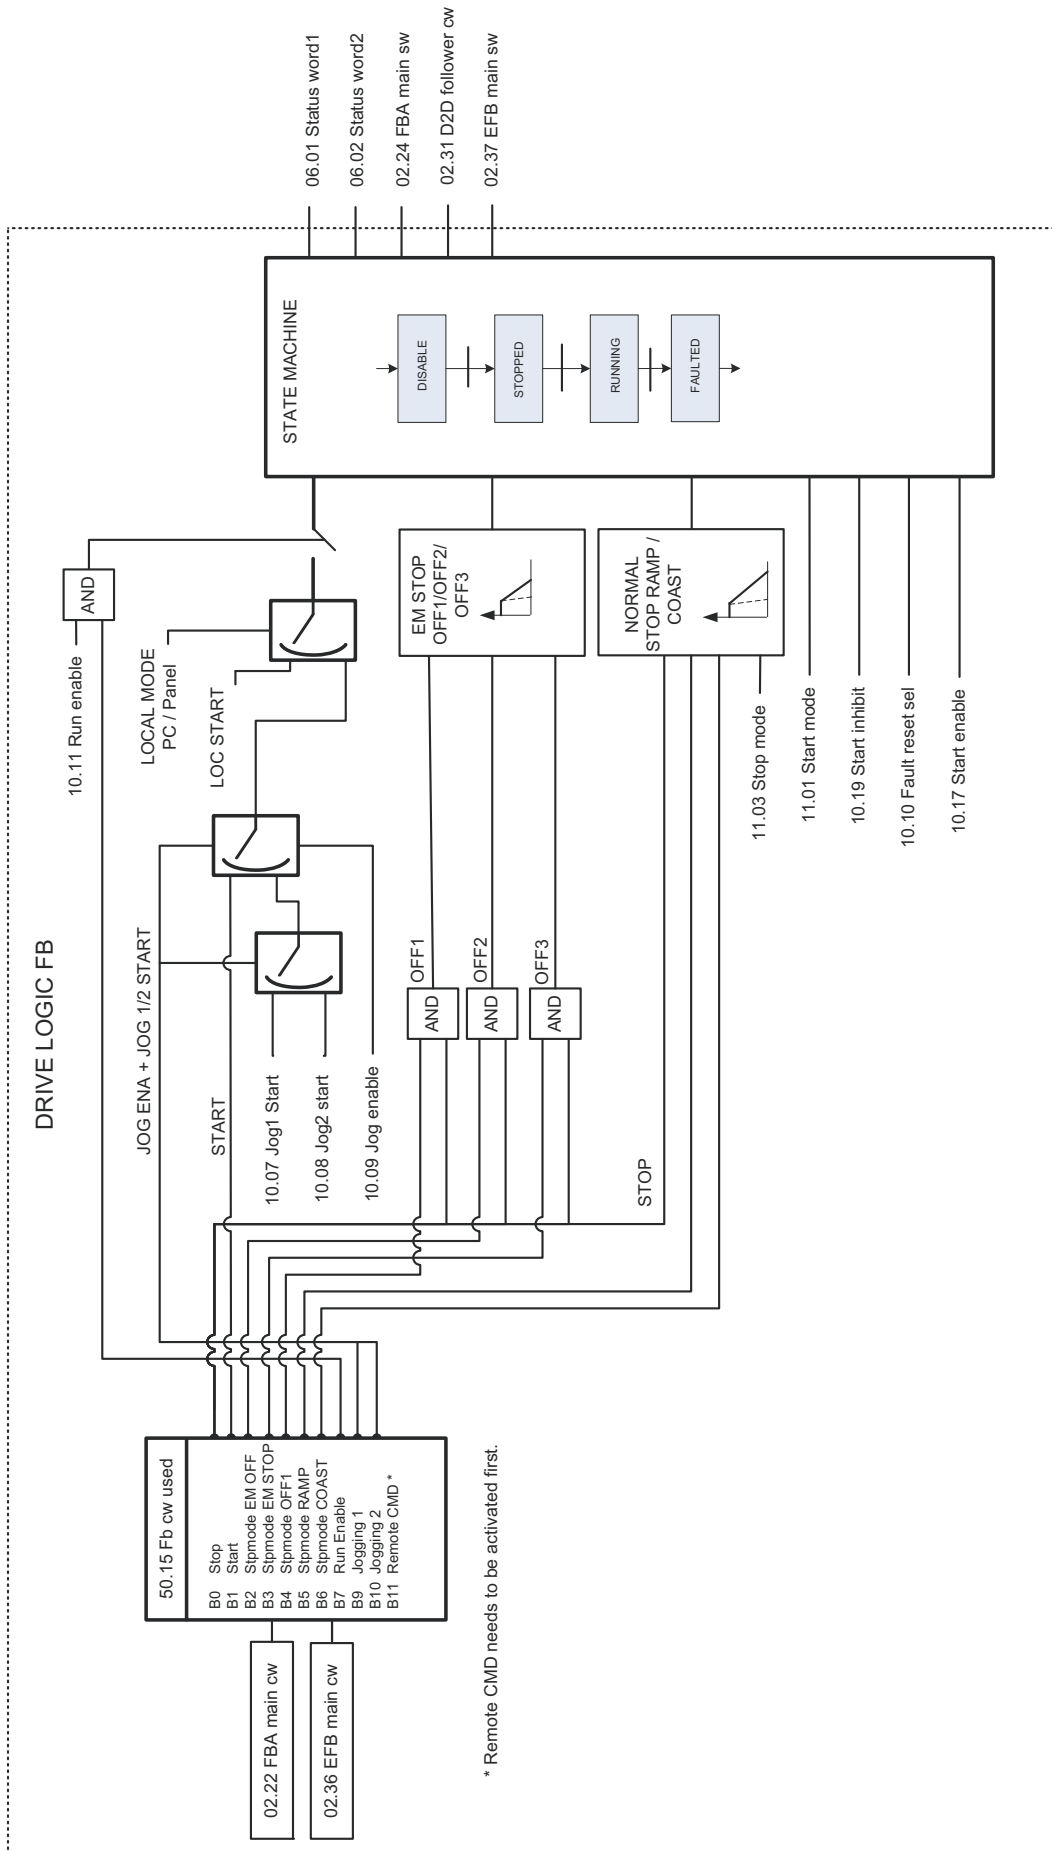 DRIVE LOGIC FB
02.22 FBA main cw
02.36 EFB main cw
50.15 Fb cw used
B0 Stop
B1 Start
B2 Stpmode EM OFF
B3 Stpmode EM STOP
B4 Stpmode OFF1
B5 Stpmode RAMP
B6 Stpmode COAST
B7 Run Enable
B9 Jogging 1
B10 Jogging 2
B11 Remote CMD *
* Remote CMD needs to be activated first.
JOG ENA + JOG 1/2 START
START
10.07 Jog1 Start
10.08 Jog2 start
10.09 Jog enable
AND
OFF1
AND
OFF2
AND
OFF3
STOP
10.11 Run enable
AND
LOCAL MODE
PC / Panel
LOC START
EM STOP
OFF1/OFF2/
OFF3
NORMAL
STOP RAMP /
COAST
11.03 Stop mode
11.01 Start mode
10.19 Start inhibit
10.10 Fault reset sel
10.17 Start enable
STATE MACHINE
DISABLE
STOPPED
RUNNING
FAULTED
06.01 Status word1
06.02 Status word2
02.24 FBA main sw
02.31 D2D follower cw
02.37 EFB main sw